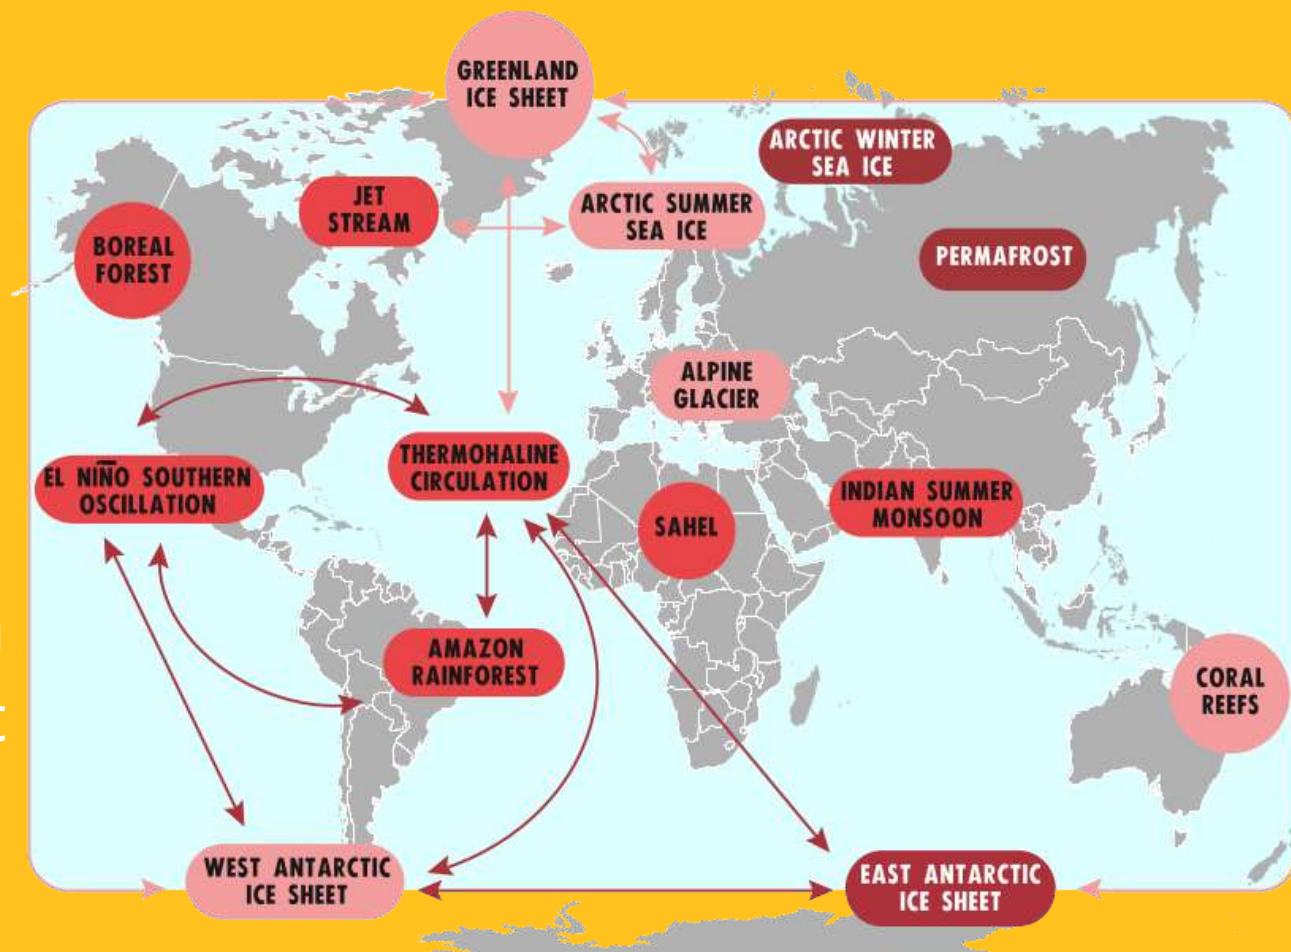 GREENLAND
ICE SHEET
ARCTIC WINTER
SEA ICE
JET
STREAM
ARCTIC SUMMER
SEA ICE
BOREAL
FOREST
PERMAFROST
ALPINE
GLACIER
THERMOHALINE
CIRCULATION
EL NIÑO SOUTHERN
OSCILLATION
SAHEL
INDIAN SUMMER
MONSOON
AMAZON
RAINFOREST
CORAL
REEFS
WEST ANTARCTIC
ICE SHEET
EAST ANTARCTIC
ICE SHEET